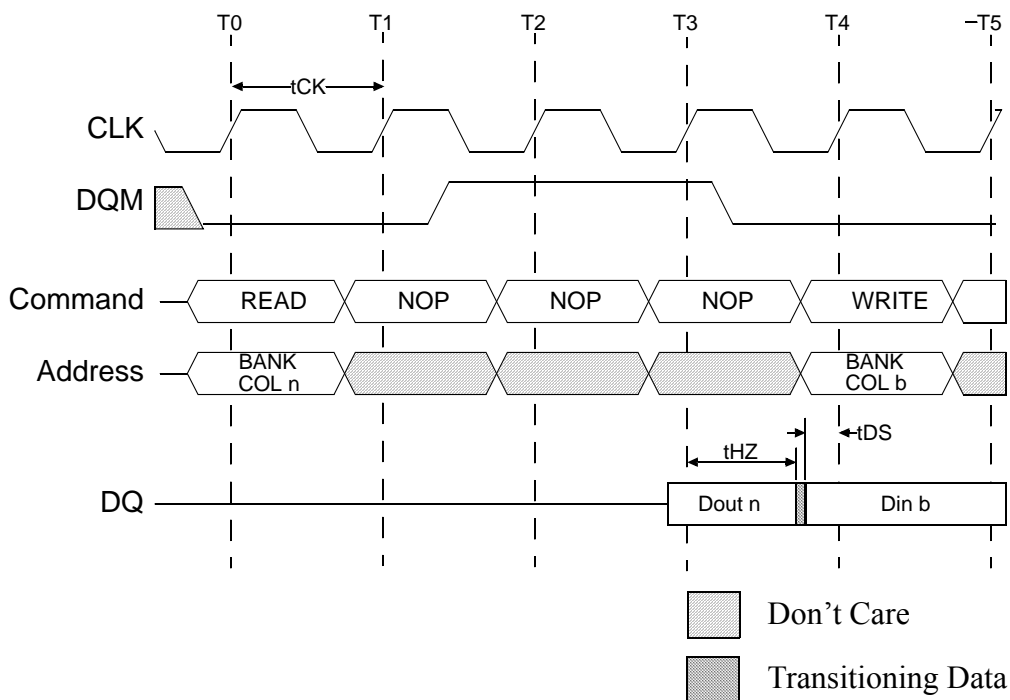 T0 T1 T2 T3 T4 –T5
tCK
CLK
DQM
Command READ NOP NOP NOP WRITE
Address BANK COL n BANK COL b
tHZ tDS
DQ Dout n Din b
Don’t Care
Transitioning Data